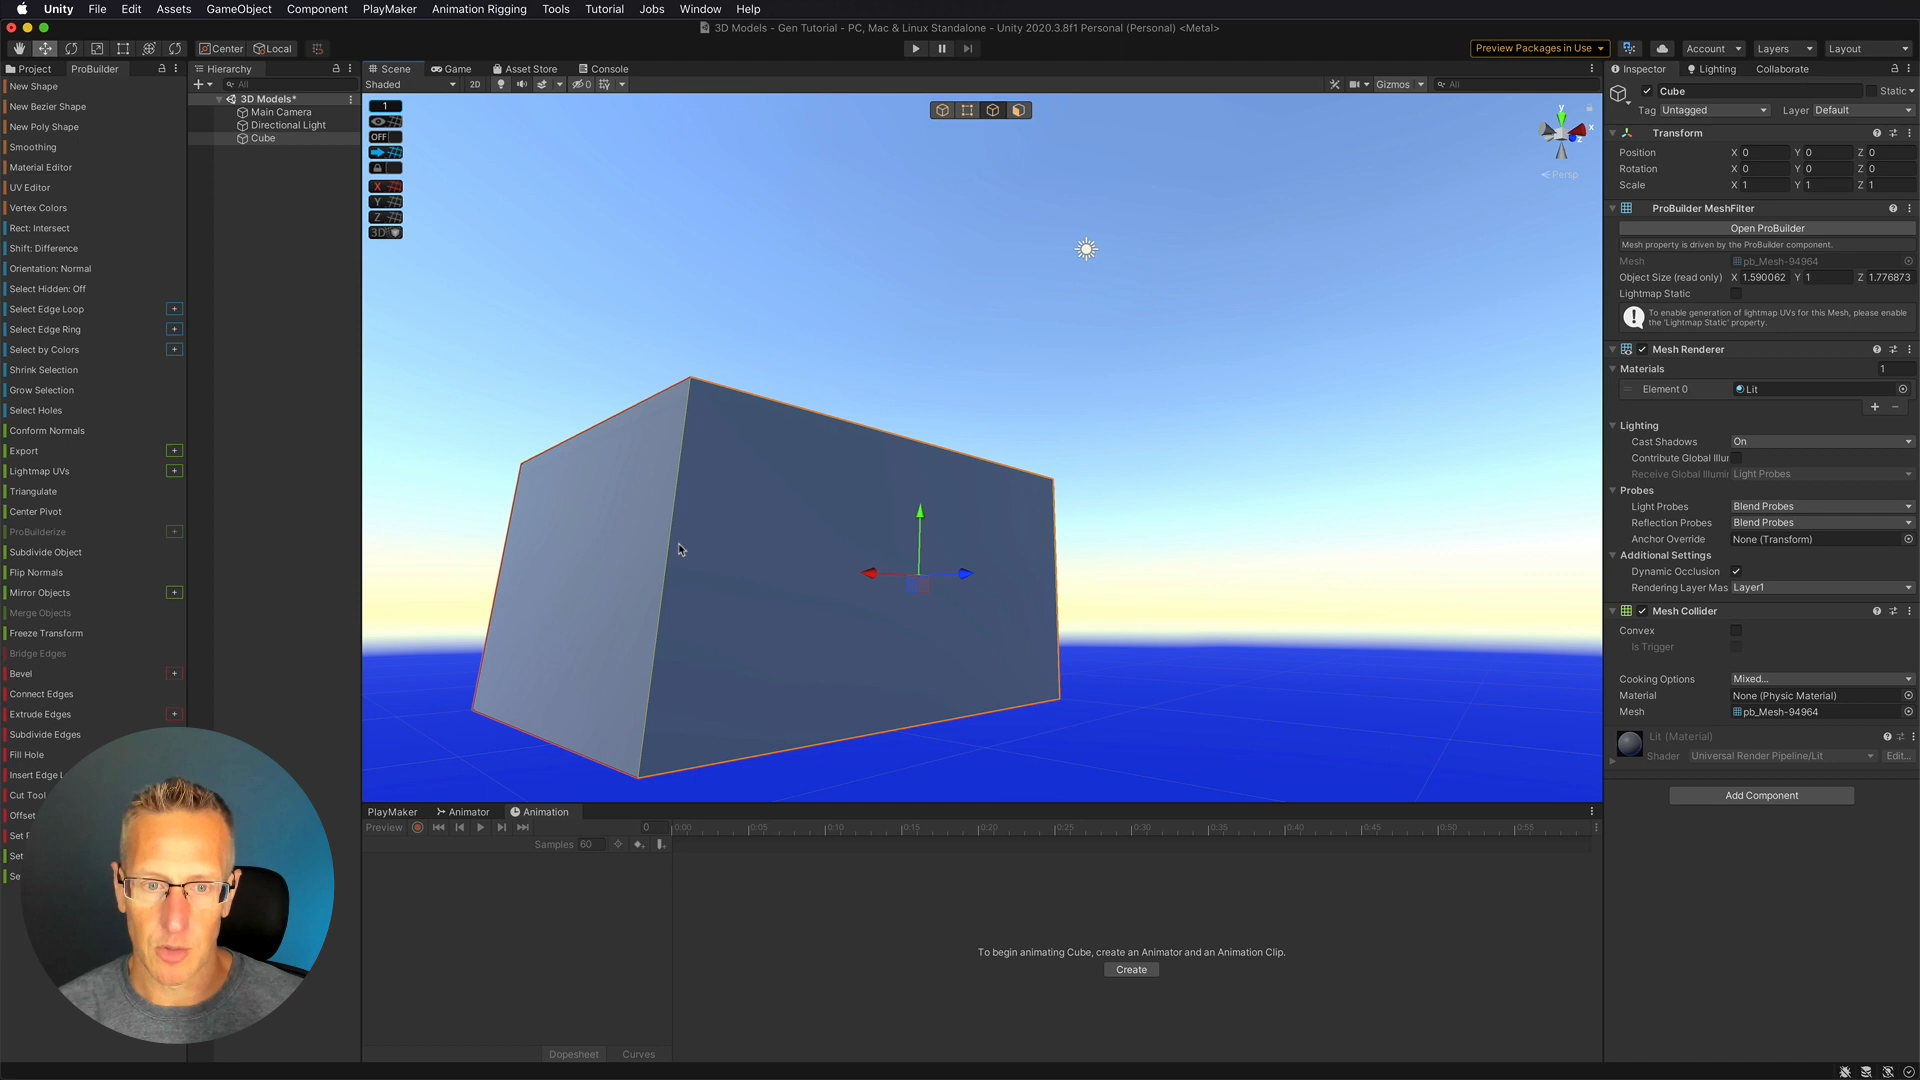 Unity File Edit Assets GameObject Component PlayMaker Animation Rigging Tools Tutorial Jobs Window Help
3D Models - Gen Tutorial - PC, Mac & Linux Standalone - Unity 2020.3.8f1 Personal (Personal) <Metal>
Center Local Preview Packages in Use Account Layers Layout
Project ProBuilder
New Shape
New Bezier Shape
New Poly Shape
Smoothing
Material Editor
UV Editor
Vertex Colors
Rect: Intersect
Shift: Difference
Orientation: Normal
Select Hidden: Off
Select Edge Loop +
Select Edge Ring +
Select by Colors +
Shrink Selection
Grow Selection
Select Holes
Conform Normals
Export +
Lightmap UVs +
Triangulate
Center Pivot
ProBuilderize +
Subdivide Object
Flip Normals
Mirror Objects +
Merge Objects
Freeze Transform
Bridge Edges
Bevel +
Connect Edges
Extrude Edges +
Subdivide Edges
Fill Hole
Insert Edge L
Cut Tool
Offset
Set
Set
Se
Hierarchy
+ All
3D Models*
Main Camera
Directional Light
Cube
Scene Game Asset Store Console
Shaded 2D 0 Gizmos All
1
OFF
X
Y
Z
3D
y
x
z
Persp
PlayMaker Animator Animation
Preview 0 0:00 0:05 0:10 0:15 0:20 0:25 0:30 0:35 0:40 0:45 0:50 0:55
Samples 60
To begin animating Cube, create an Animator and an Animation Clip.
Create
Dopesheet Curves
Inspector Lighting Collaborate
Cube Static
Tag Untagged Layer Default
Transform
Position X 0 Y 0 Z 0
Rotation X 0 Y 0 Z 0
Scale X 1 Y 1 Z 1
ProBuilder MeshFilter
Open ProBuilder
Mesh property is driven by the ProBuilder component.
Mesh pb_Mesh-94964
Object Size (read only) X 1.590062 Y 1 Z 1.776873
Lightmap Static
To enable generation of lightmap UVs for this Mesh, please enable
the 'Lightmap Static' property.
Mesh Renderer
Materials 1
Element 0 Lit
+ −
Lighting
Cast Shadows On
Contribute Global Illur
Receive Global Illumi Light Probes
Probes
Light Probes Blend Probes
Reflection Probes Blend Probes
Anchor Override None (Transform)
Additional Settings
Dynamic Occlusion
Rendering Layer Mas Layer1
Mesh Collider
Convex
Is Trigger
Cooking Options Mixed...
Material None (Physic Material)
Mesh pb_Mesh-94964
Lit (Material)
Shader Universal Render Pipeline/Lit Edit...
Add Component